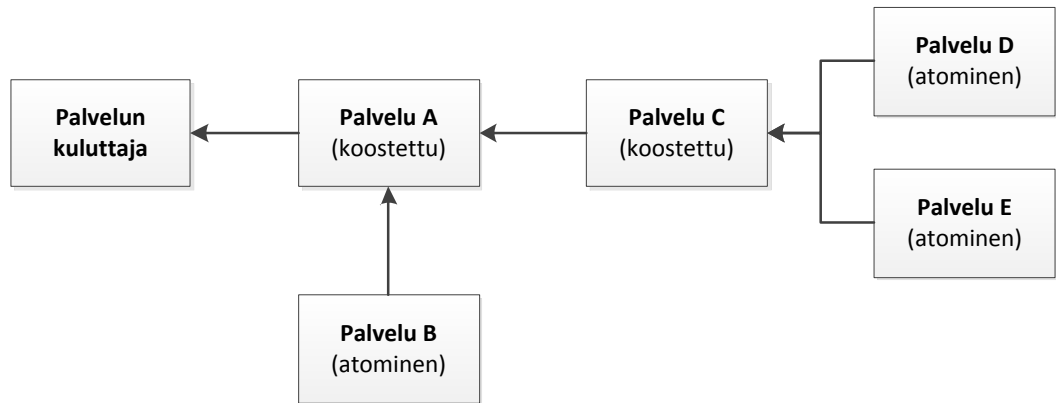 Palvelun
kuluttaja
Palvelu A
(koostettu)
Palvelu C
(koostettu)
Palvelu D
(atominen)
Palvelu E
(atominen)
Palvelu B
(atominen)